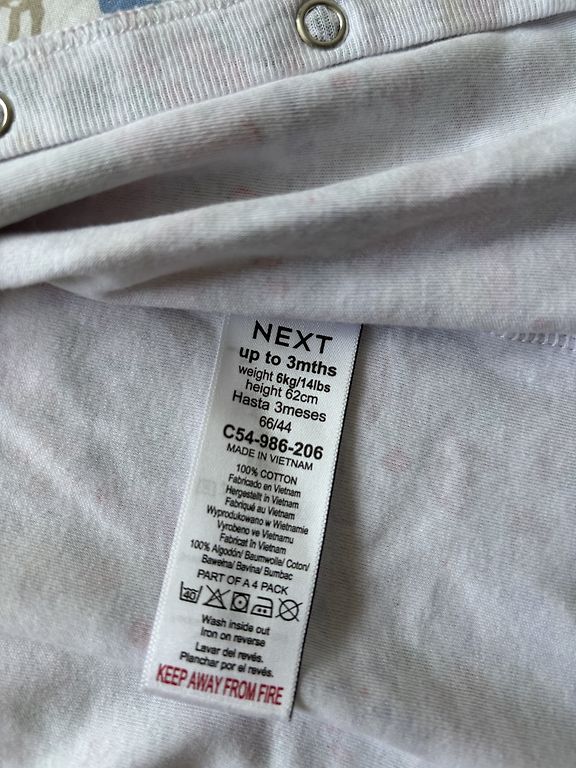 NEXT
up to 3mths
weight 6kg/14lbs
height 62cm
Hasta 3meses
66/44
C54-986-206
MADE IN VIETNAM
100% COTTON
Fabricado en Vietnam
Hergestellt in Vietnam
Fabriqué au Vietnam
Wyprodukowano w Wietnamie
Vyrobeno ve Vietnamu
Fabricat în Vietnam
100% Algodón/ Baumwolle/ Coton/
Bawełna/ Bavlna/ Bumbac
PART OF A 4 PACK
40
Wash inside out
Iron on reverse
Lavar del revés.
Planchar por el revés.
KEEP AWAY FROM FIRE